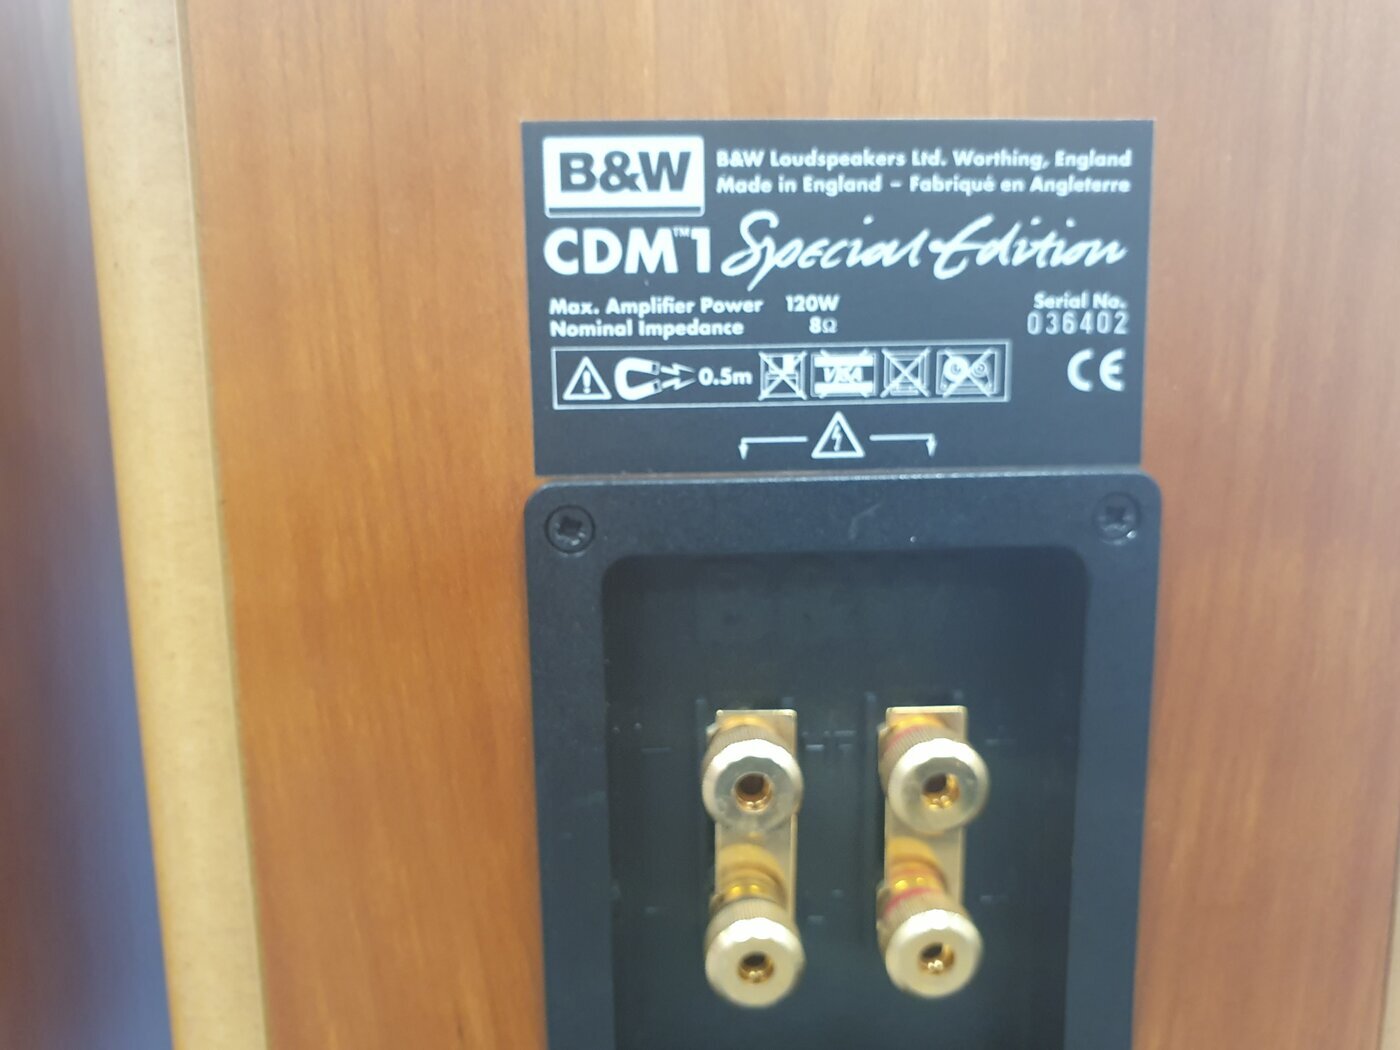 B&W
B&W Loudspeakers Ltd. Worthing, England
Made in England – Fabriqué en Angleterre
CDM™1 Special Edition
Max. Amplifier Power 120W
Nominal Impedance 8Ω
Serial No.
036402
0.5m
VISA
CE